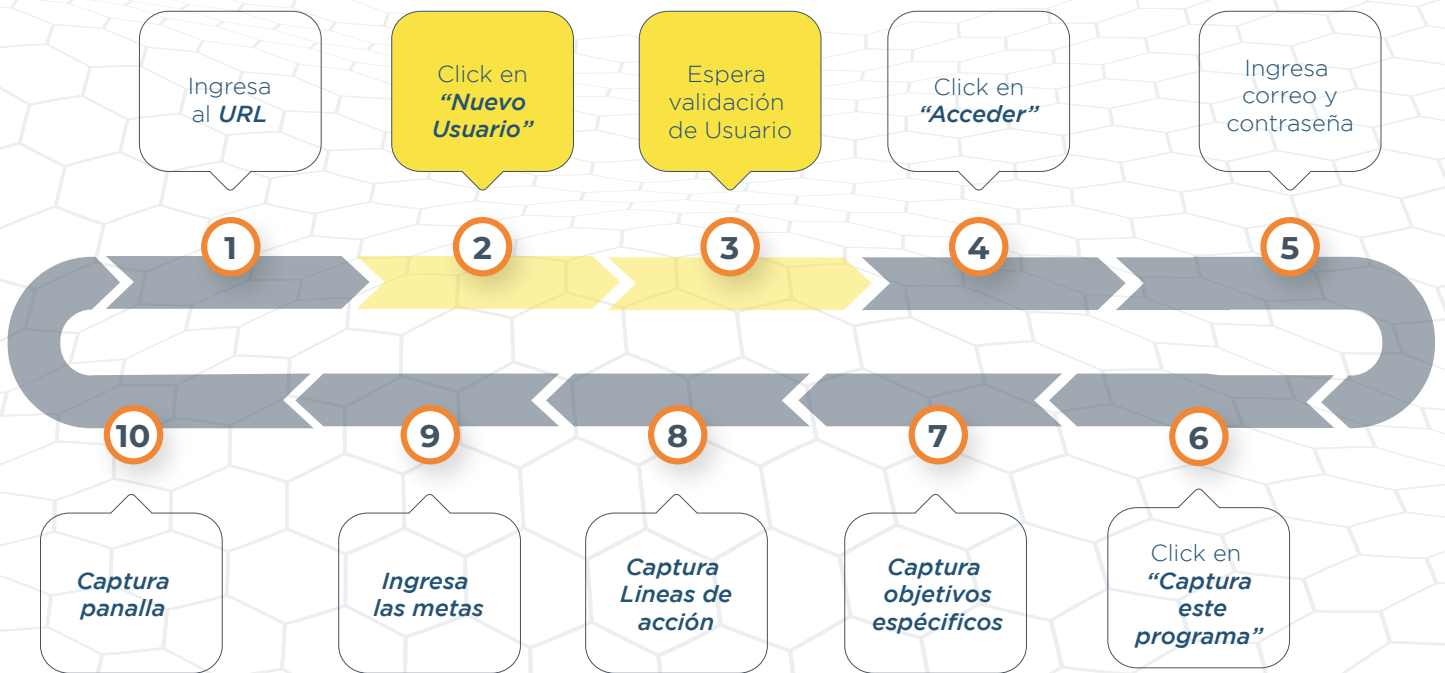 Ingresa
al URL
Click en
“Nuevo
Usuario”
Espera
validación
de Usuario
Click en
“Acceder”
Ingresa
correo y
contraseña
1
2
3
4
5
10
9
8
7
6
Captura
panalla
Ingresa
las metas
Captura
Lineas de
acción
Captura
objetivos
espécificos
Click en
“Captura
este
programa”